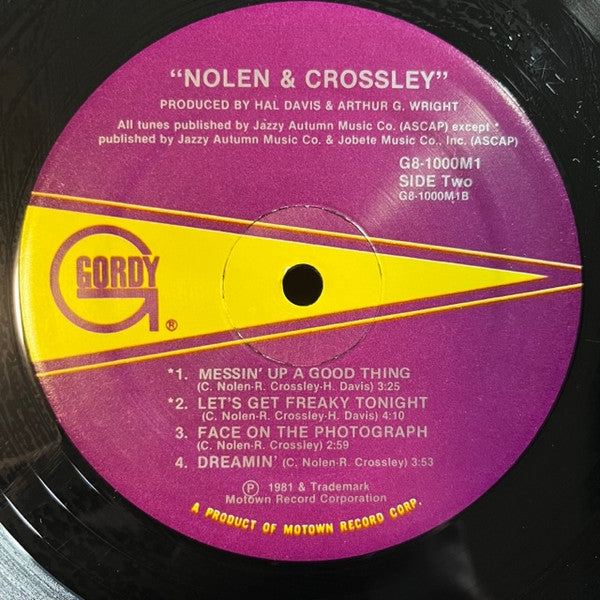 “NOLEN & CROSSLEY”
PRODUCED BY HAL DAVIS & ARTHUR G. WRIGHT
All tunes published by Jazzy Autumn Music Co. (ASCAP) except *
published by Jazzy Autumn Music Co. & Jobete Music Co., Inc. (ASCAP)
G8-1000M1
SIDE Two
G8-1000M1B
GORDY ®
*1. MESSIN' UP A GOOD THING
(C. Nolen-R. Crossley-H. Davis) 3:25
*2. LET'S GET FREAKY TONIGHT
(C. Nolen-R. Crossley-H. Davis) 4:10
3. FACE ON THE PHOTOGRAPH
(C. Nolen-R. Crossley) 2:59
4. DREAMIN' (C. Nolen-R. Crossley) 3:53
℗ 1981 & Trademark
Motown Record Corporation
A PRODUCT OF MOTOWN RECORD CORP.